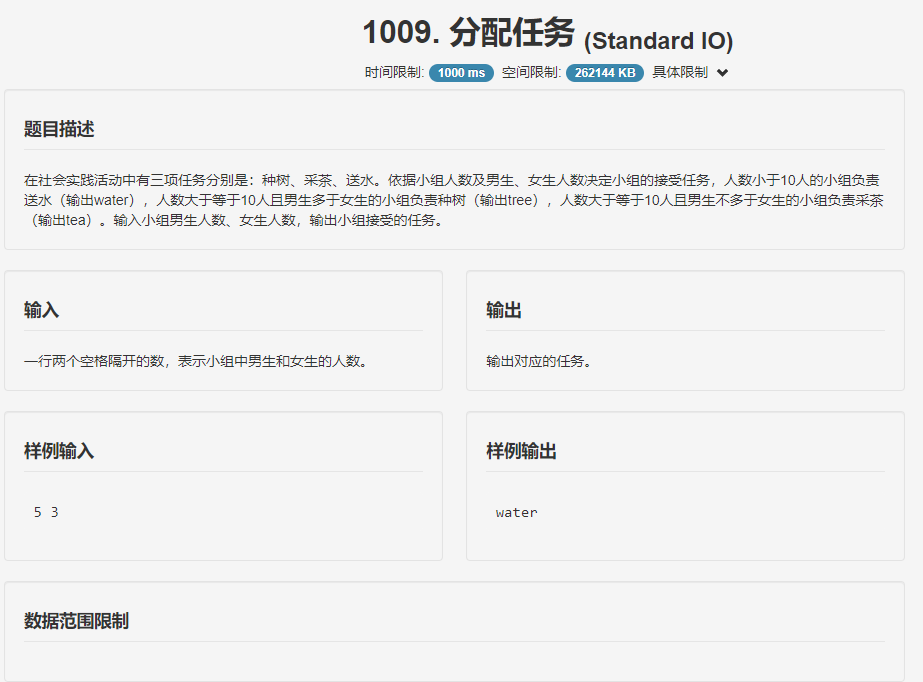 1009. 分配任务 (Standard IO)
时间限制: 1000 ms 空间限制: 262144 KB 具体限制
题目描述
在社会实践活动中有三项任务分别是：种树、采茶、送水。依据小组人数及男生、女生人数决定小组的接受任务，人数小于10人的小组负责
送水（输出water），人数大于等于10人且男生多于女生的小组负责种树（输出tree），人数大于等于10人且男生不多于女生的小组负责采茶
（输出tea）。输入小组男生人数、女生人数，输出小组接受的任务。
输入
一行两个空格隔开的数，表示小组中男生和女生的人数。
输出
输出对应的任务。
样例输入
5 3
样例输出
water
数据范围限制